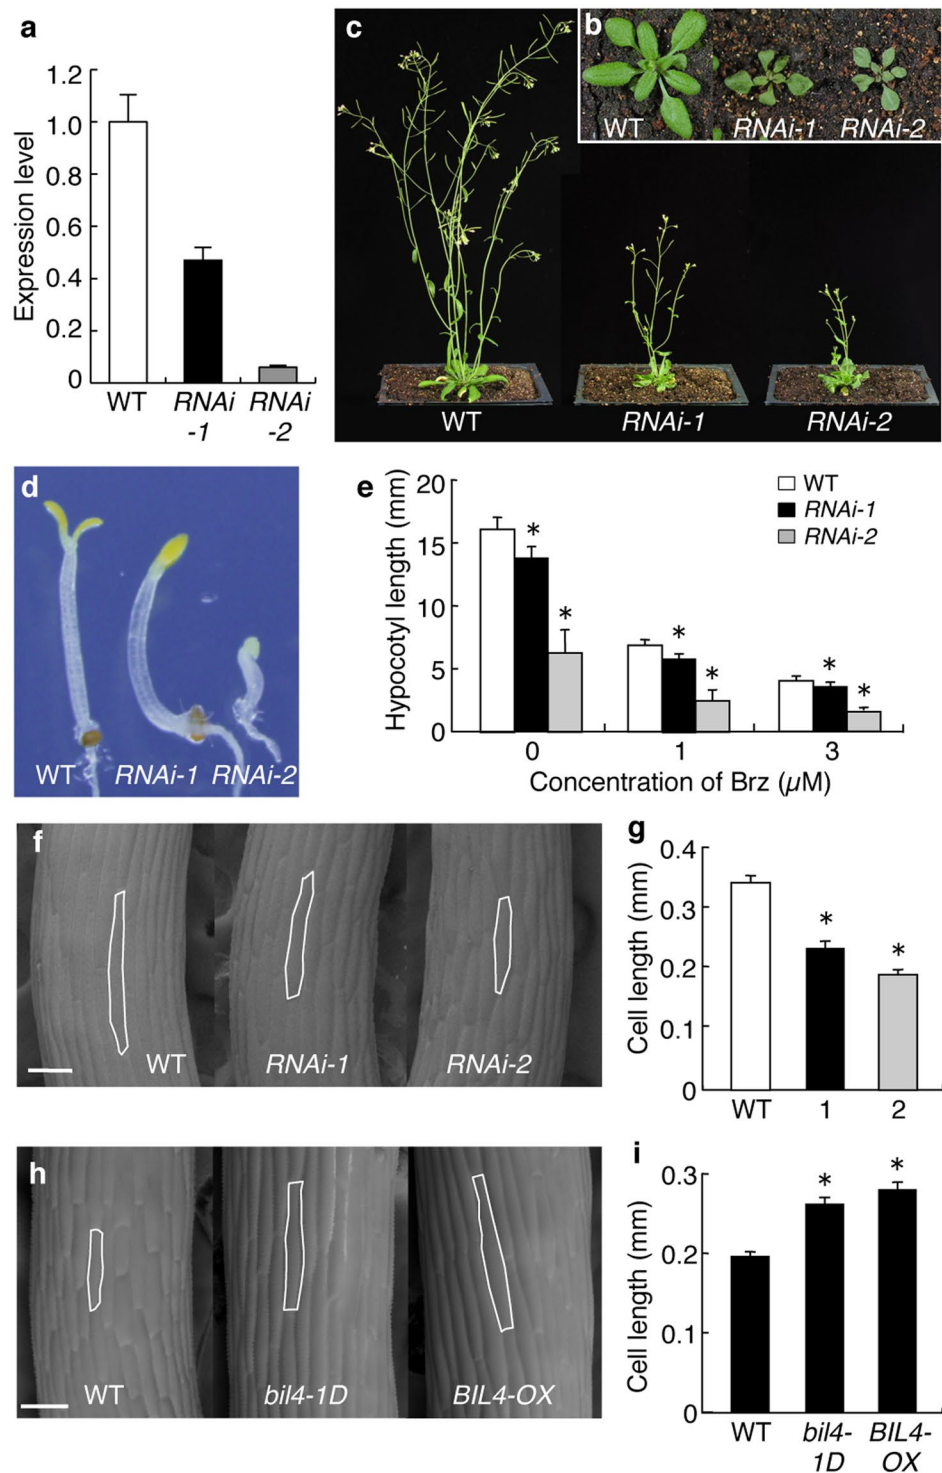 a
Expression level
1.2
1.0
0.8
0.6
0.4
0.2
0
WT
RNAi
-1
RNAi
-2
c
WT
RNAi-1
RNAi-2
b
WT
RNAi-1
RNAi-2
d
WT
RNAi-1
RNAi-2
e
Hypocotyl length (mm)
20
15
10
5
0
WT
RNAi-1
RNAi-2
*
*
*
*
*
*
0
1
3
Concentration of Brz (µM)
f
WT
RNAi-1
RNAi-2
g
Cell length (mm)
0.4
0.3
0.2
0.1
0
*
*
WT
1
2
h
WT
bil4-1D
BIL4-OX
i
Cell length (mm)
0.3
0.2
0.1
0
*
*
WT
bil4-
1D
BIL4-
OX